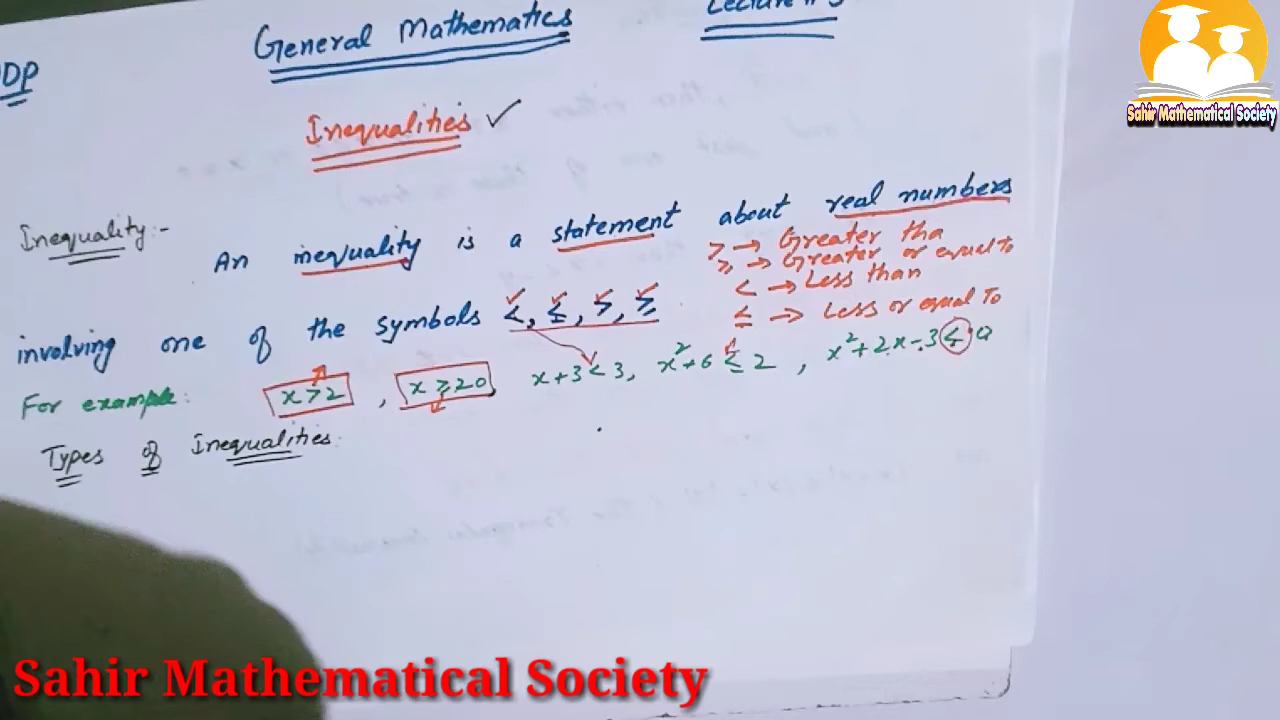 General Mathematics
DP
Inequalities ✓
Sahir Mathematical Society
Inequality:-
An inequality is a statement about real numbers
> → Greater tha
≥ → Greater or equal to
< → Less than
≤ → Less or equal to
involving one of the symbols <, ≤, >, ≥
For example: x > 2, x ≥ 20, x+3 < 3, x²+6 ≤ 2, x²+2x-3 < 0
Types of Inequalities:
Sahir Mathematical Society